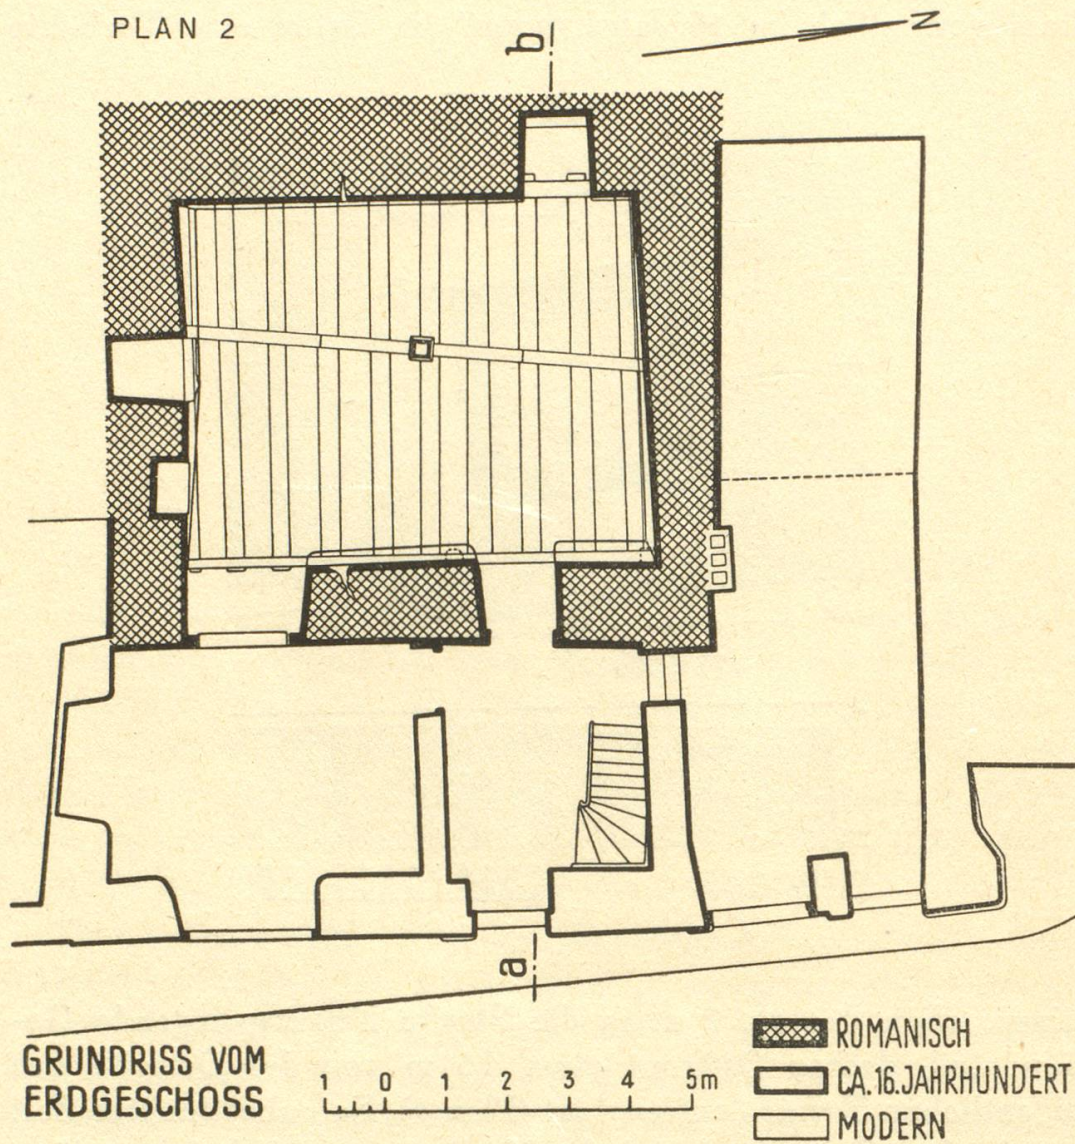 PLAN 2
b
N
a
GRUNDRISS VOM
ERDGESCHOSS
1 0 1 2 3 4 5m
ROMANISCH
CA. 16. JAHRHUNDERT
MODERN